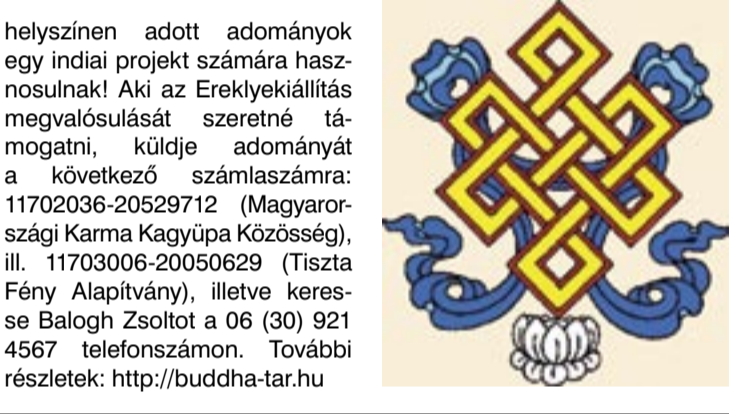 helyszínen adott adományok
egy indiai projekt számára hasz-
nosulnak! Aki az Ereklyekiállítás
megvalósulását szeretné tá-
mogatni, küldje adományát
a következő számlaszámra:
11702036-20529712 (Magyaror-
szági Karma Kagyüpa Közösség),
ill. 11703006-20050629 (Tiszta
Fény Alapítvány), illetve keres-
se Balogh Zsoltot a 06 (30) 921
4567 telefonszámon. További
részletek: http://buddha-tar.hu